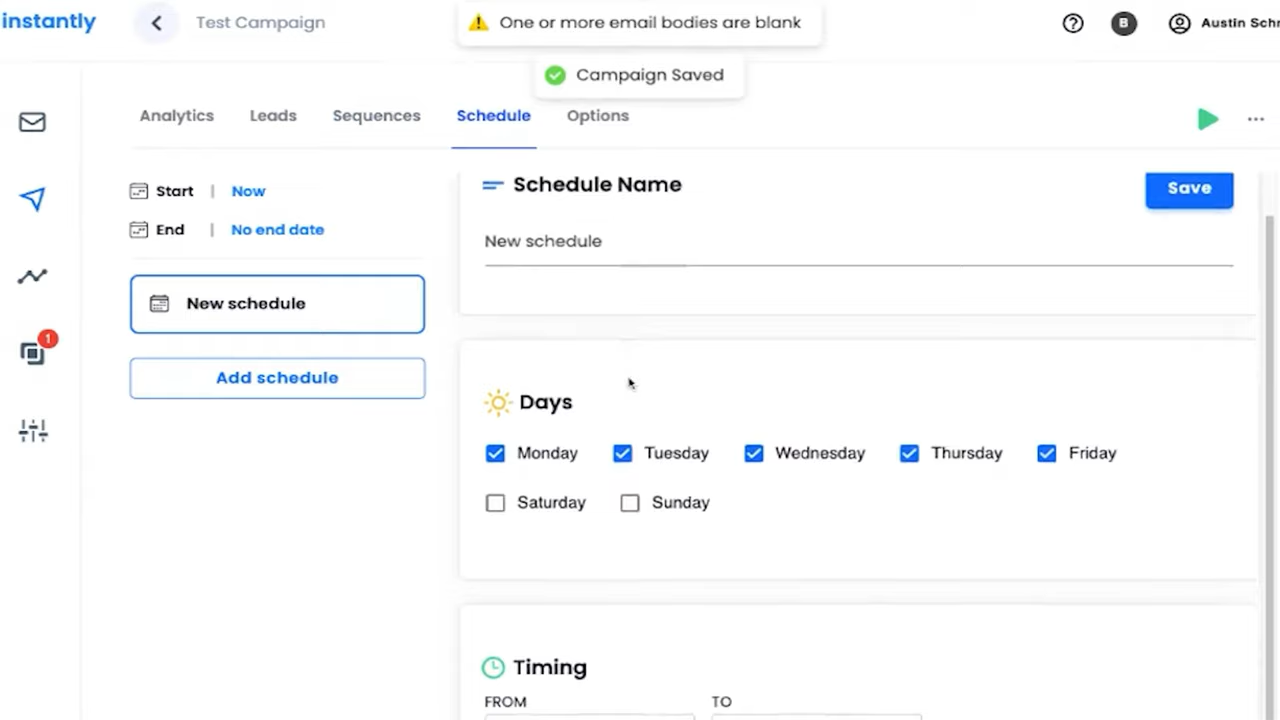 instantly
Test Campaign
One or more email bodies are blank
B
Austin Schr
Campaign Saved
Analytics
Leads
Sequences
Schedule
Options
Start | Now
End | No end date
New schedule
Add schedule
1
Schedule Name
Save
New schedule
Days
Monday
Tuesday
Wednesday
Thursday
Friday
Saturday
Sunday
Timing
FROM
TO